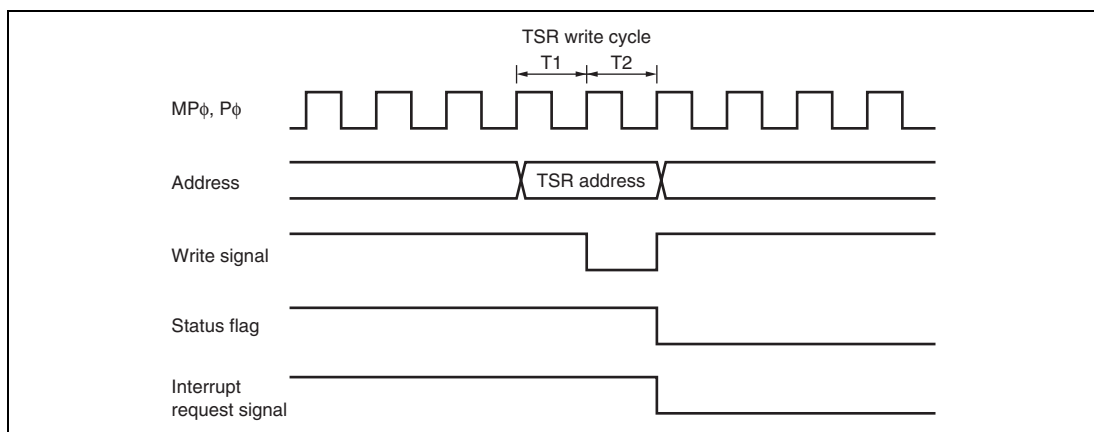 TSR write cycle
T1 T2
MPϕ, Pϕ
Address
TSR address
Write signal
Status flag
Interrupt
request signal